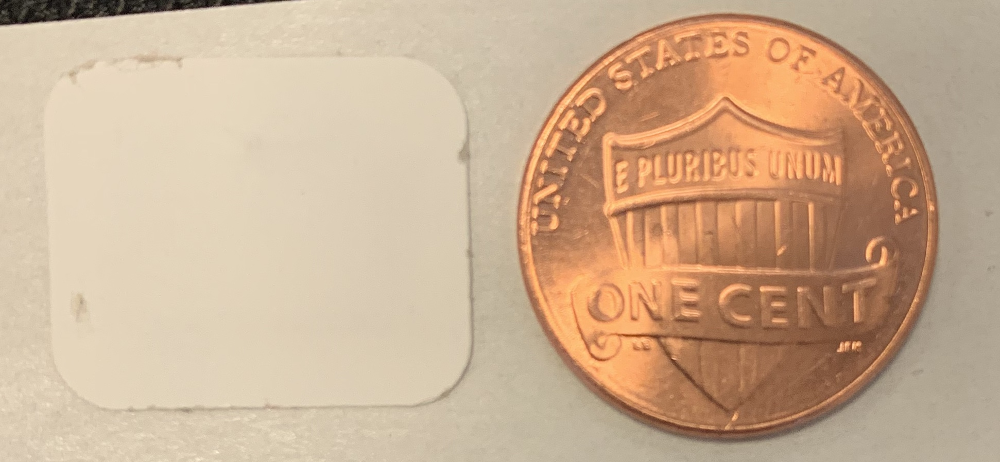 UNITED STATES OF AMERICA
E PLURIBUS UNUM
ONE CENT